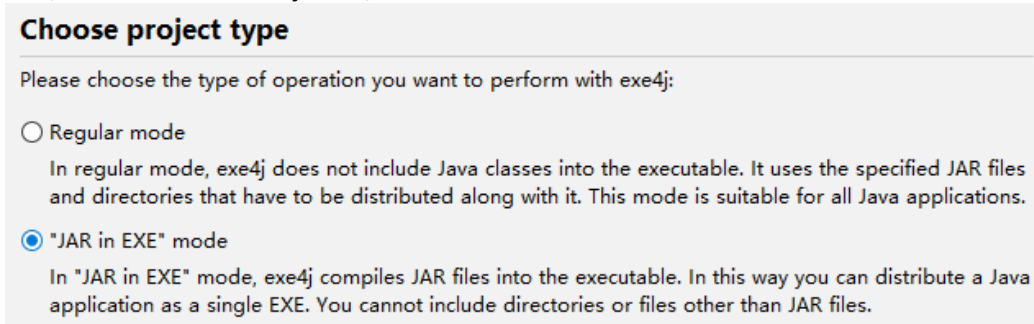 Choose project type
Please choose the type of operation you want to perform with exe4j:
Regular mode
In regular mode, exe4j does not include Java classes into the executable. It uses the specified JAR files
and directories that have to be distributed along with it. This mode is suitable for all Java applications.
"JAR in EXE" mode
In "JAR in EXE" mode, exe4j compiles JAR files into the executable. In this way you can distribute a Java
application as a single EXE. You cannot include directories or files other than JAR files.